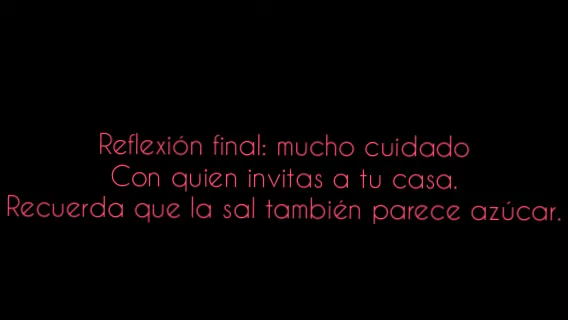 Reflexión final: mucho cuidado
Con quien invitas a tu casa.
Recuerda que la sal también parece azúcar.